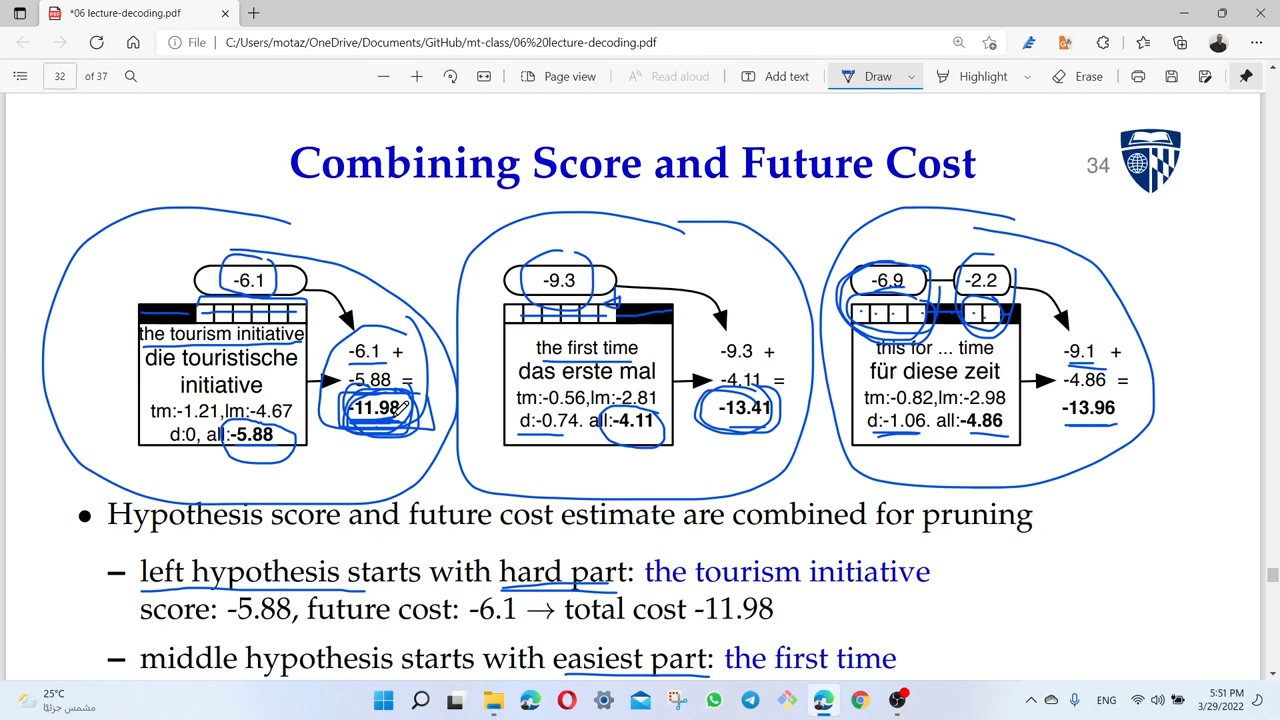 *06 lecture-decoding.pdf
File C:/Users/motaz/OneDrive/Documents/GitHub/mt-class/06%20lecture-decoding.pdf
32 of 37 Page view Read aloud Add text Draw Highlight Erase
Combining Score and Future Cost
34
-6.1
the tourism initiative
die touristische
initiative
tm:-1.21,lm:-4.67
d:0, all:-5.88
-6.1 +
-5.88 =
-11.98
-9.3
the first time
das erste mal
tm:-0.56,lm:-2.81
d:-0.74. all:-4.11
-9.3 +
-4.11 =
-13.41
-6.9 -2.2
this for ... time
für diese zeit
tm:-0.82,lm:-2.98
d:-1.06. all:-4.86
-9.1 +
-4.86 =
-13.96
• Hypothesis score and future cost estimate are combined for pruning
– left hypothesis starts with hard part: the tourism initiative
score: -5.88, future cost: -6.1 → total cost -11.98
– middle hypothesis starts with easiest part: the first time
25°C
مشمس جزئيًا
ENG
5:51 PM
3/29/2022